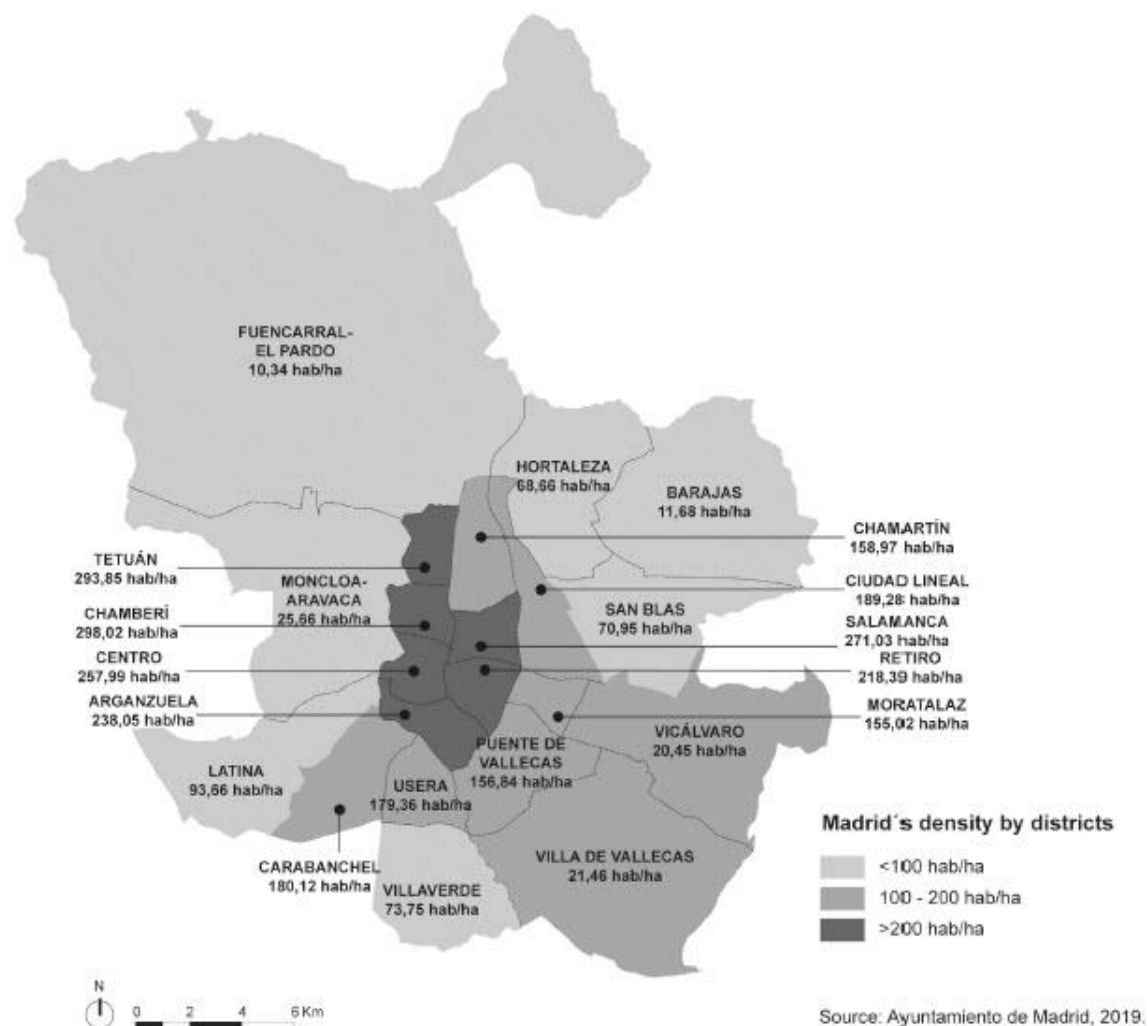 FUENCARRAL-
EL PARDO
10,34 hab/ha
HORTALEZA
68,66 hab/ha
BARAJAS
11,68 hab/ha
CHAMARTÍN
158,97 hab/ha
TETUÁN
293,85 hab/ha
MONCLOA-
ARAVACA
25,66 hab/ha
CIUDAD LINEAL
189,28 hab/ha
SAN BLAS
70,95 hab/ha
CHAMBERÍ
298,02 hab/ha
SALAMANCA
271,03 hab/ha
CENTRO
257,99 hab/ha
RETIRO
218,39 hab/ha
ARGANZUELA
238,05 hab/ha
MORATALAZ
155,02 hab/ha
VICÁLVARO
20,45 hab/ha
PUENTE DE
VALLECAS
156,84 hab/ha
LATINA
93,66 hab/ha
USERA
179,36 hab/ha
CARABANCHEL
180,12 hab/ha
VILLAVERDE
73,75 hab/ha
VILLA DE VALLECAS
21,46 hab/ha
Madrid´s density by districts
<100 hab/ha
100 - 200 hab/ha
>200 hab/ha
N
0 2 4 6 Km
Source: Ayuntamiento de Madrid, 2019.